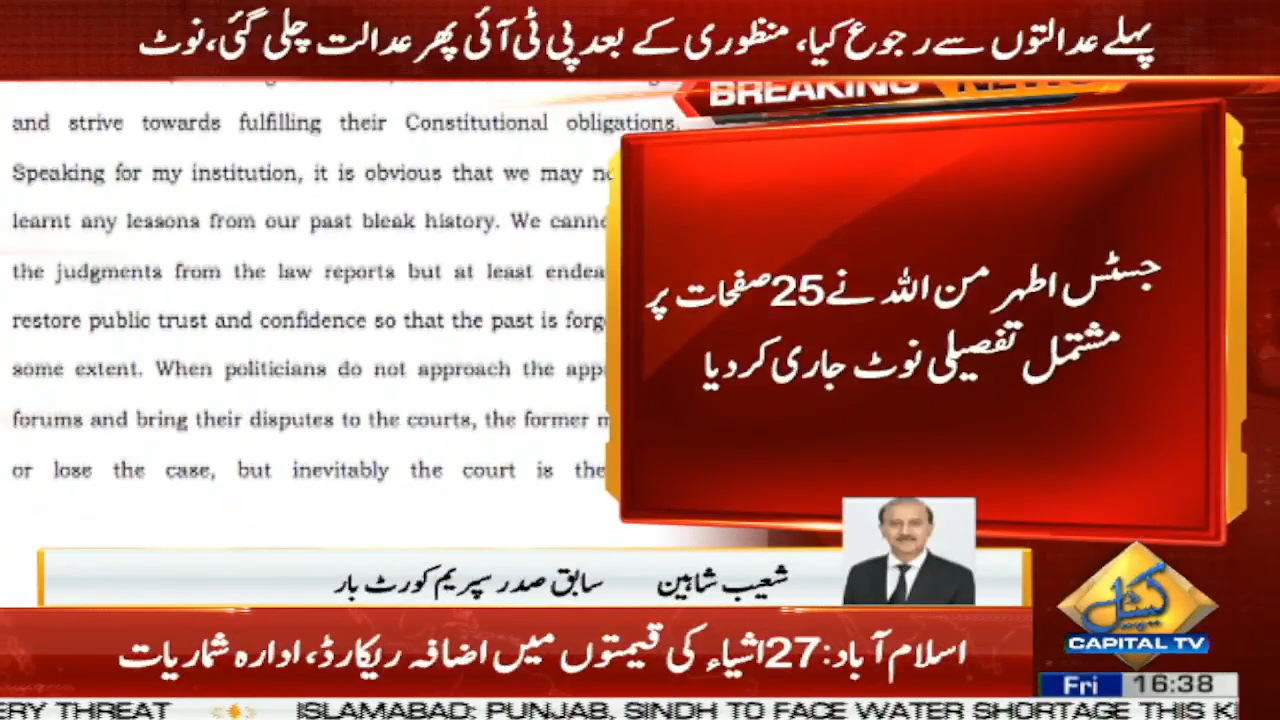 پہلے عدالتوں سے رجوع کیا، منظوری کے بعد پی ٹی آئی پھر عدالت چلی گئی، نوٹ
BREAKING NEWS
and strive towards fulfilling their Constitutional obligations.
Speaking for my institution, it is obvious that we may
learnt any lessons from our past bleak history. We
the judgments from the law reports but at least
restore public trust and confidence so that the past is
some extent. When politicians do not approach the
forums and bring their disputes to the courts, the former
or lose the case, but inevitably the court is
جسٹس اطہر من اللہ نے 25 صفحات پر
مشتمل تفصیلی نوٹ جاری کر دیا
شعیب شاہین سابق صدر سپریم کورٹ بار
اسلام آباد: 27 اشیاء کی قیمتوں میں اضافہ ریکارڈ، ادارہ شماریات
کیپیٹل
CAPITAL TV
Fri 16:38
THREAT ISLAMABAD: PUNJAB, SINDH TO FACE WATER SHORTAGE THIS